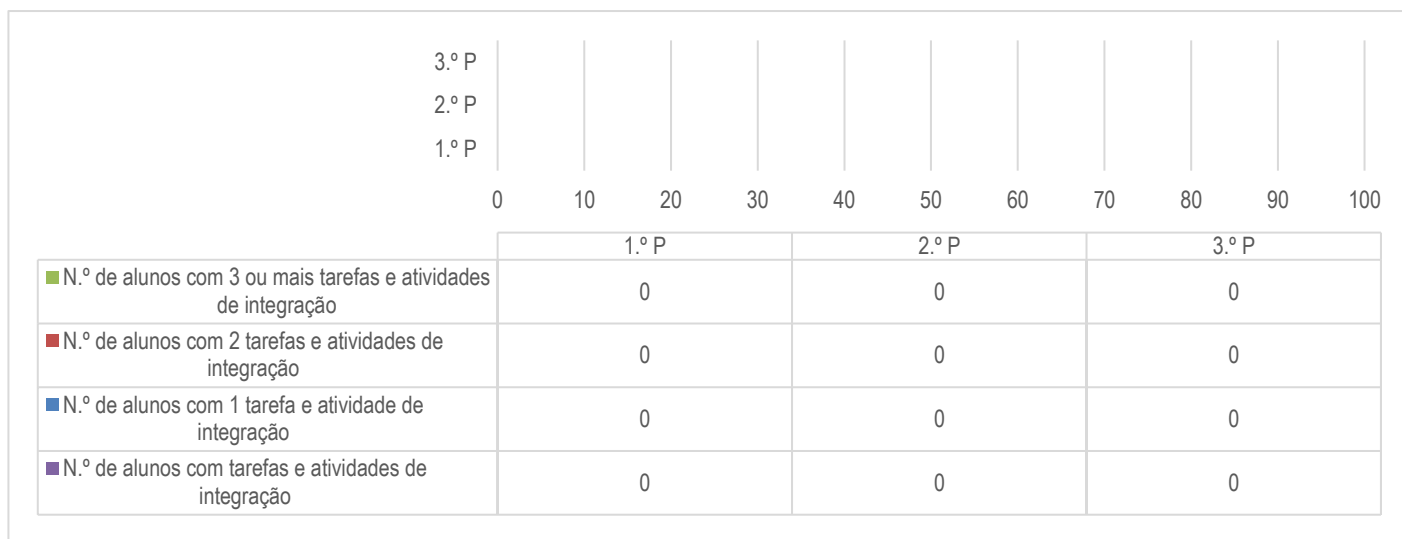 3.º P
2.º P
1.º P
0 10 20 30 40 50 60 70 80 90 100
1.º P 2.º P 3.º P
N.º de alunos com 3 ou mais tarefas e atividades
de integração 0 0 0
N.º de alunos com 2 tarefas e atividades de
integração 0 0 0
N.º de alunos com 1 tarefa e atividade de
integração 0 0 0
N.º de alunos com tarefas e atividades de
integração 0 0 0